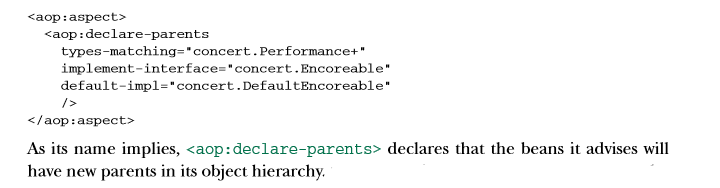 <aop:aspect>
<aop:declare-parents
types-matching="concert.Performance+"
implement-interface="concert.Encoreable"
default-impl="concert.DefaultEncoreable"
/>
</aop:aspect>
As its name implies, <aop:declare-parents> declares that the beans it advises will
have new parents in its object hierarchy.